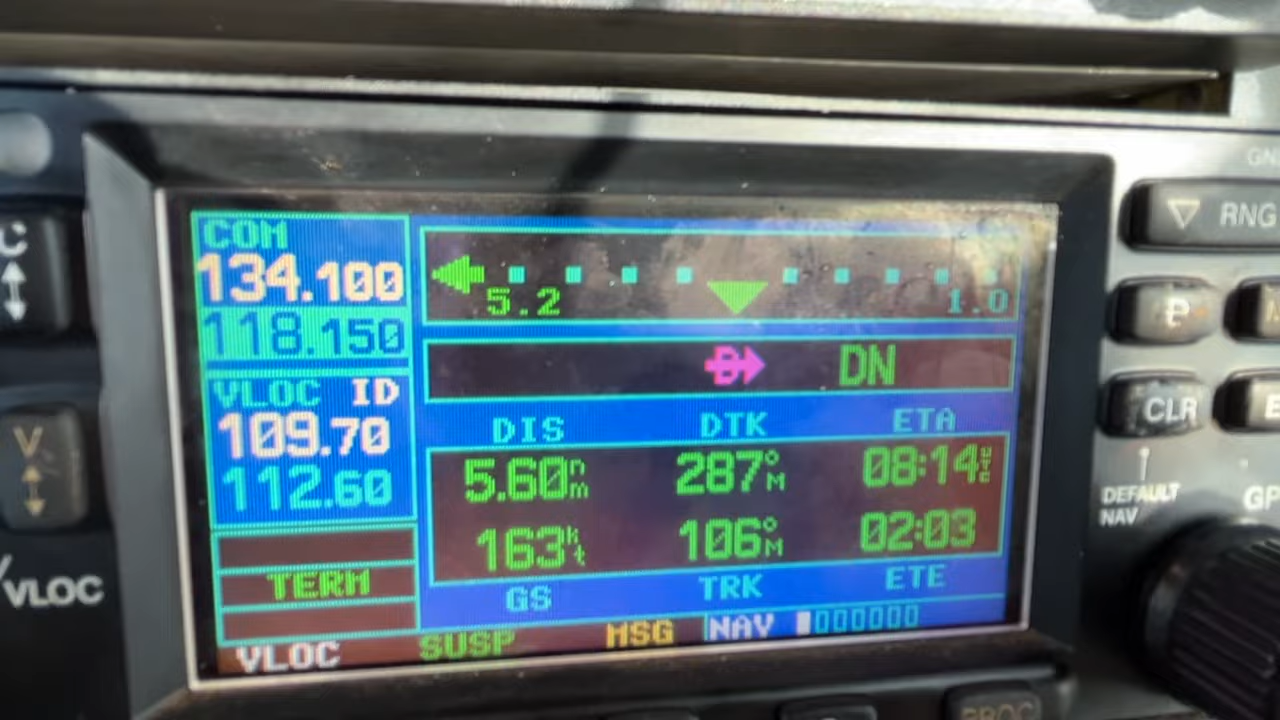 COM
134.100
118.150
VLOC ID
109.70
112.60
TERM
VLOC SUSP MSG NAV
5.2 1.0
D DN
DIS DTK ETA
5.60nm 287°M 08:14UTC
163kt 106°M 02:03
GS TRK ETE
C
V
VLOC
RNG
D
CLR
DEFAULT
NAV
PROC